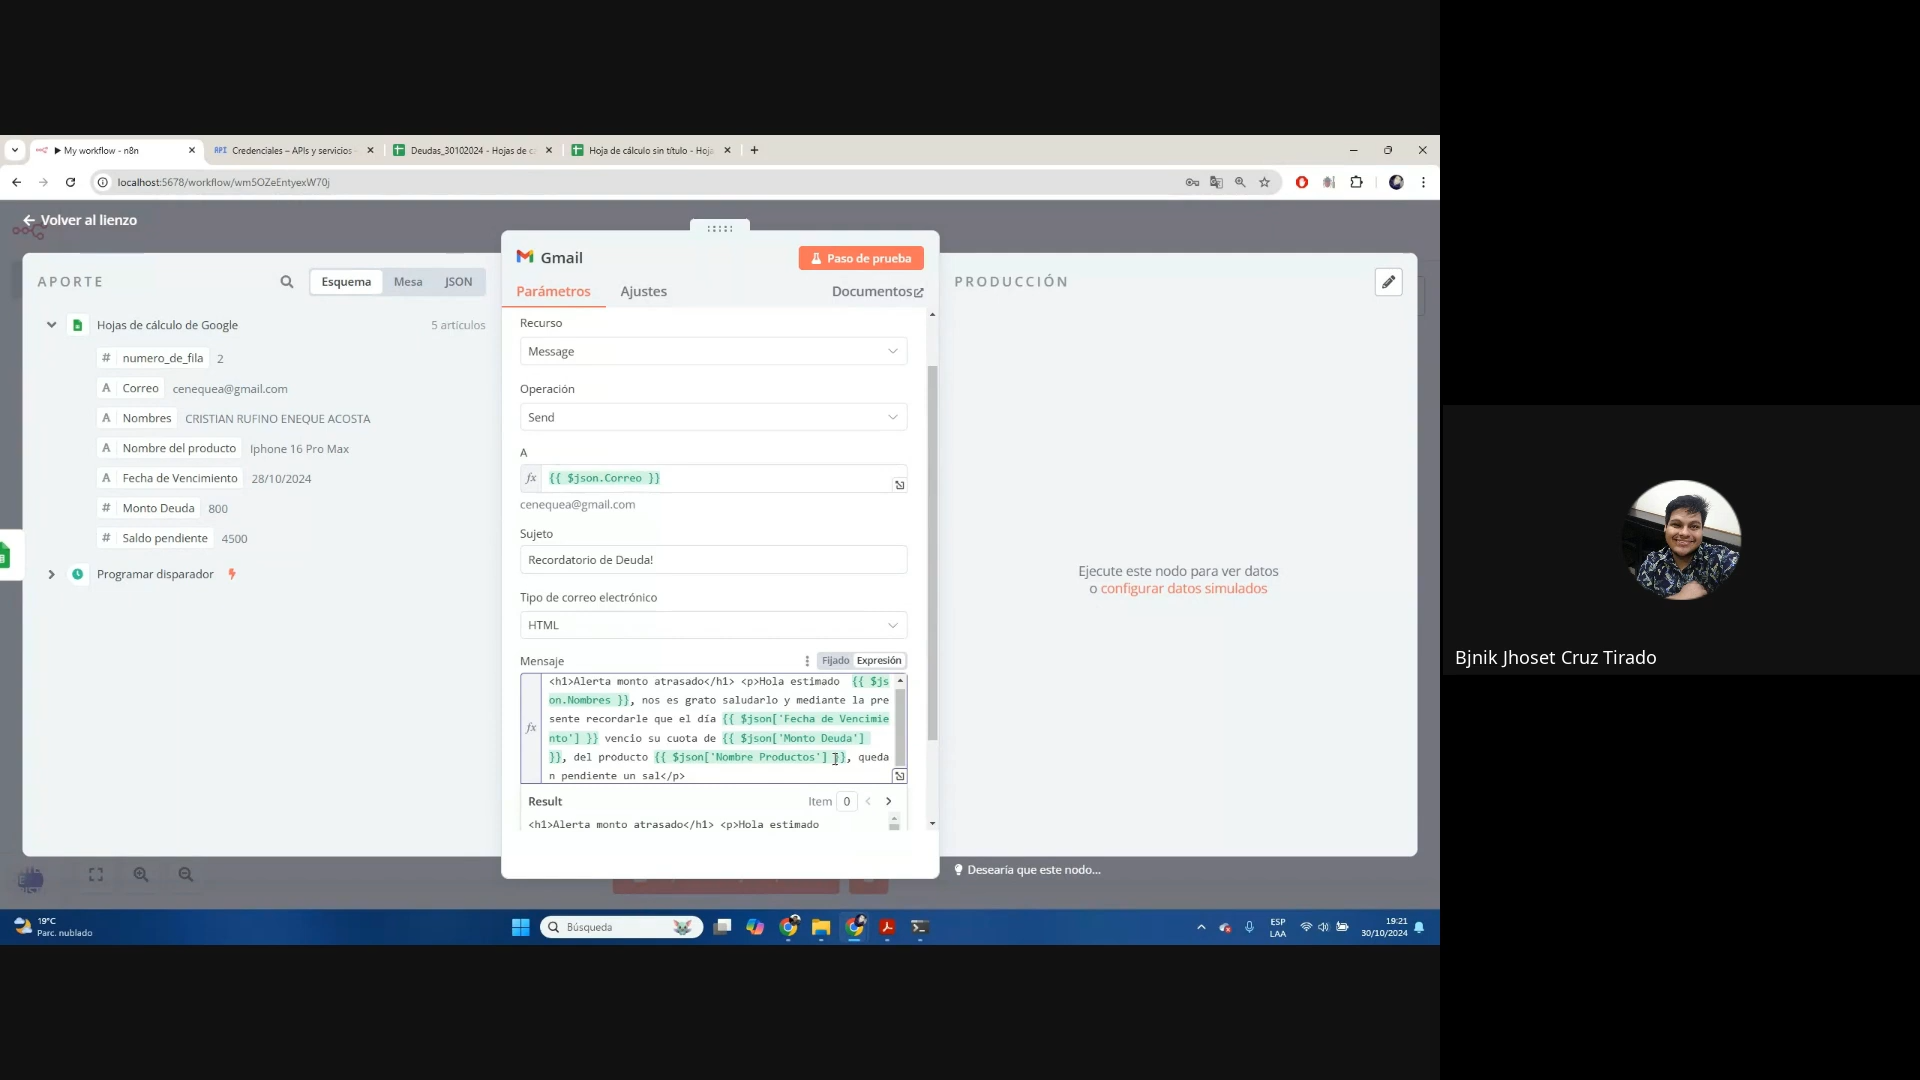 My workflow - n8n
API Credenciales – APIs y servicios
Deudas_30102024 - Hojas de c
Hoja de cálculo sin título - Hoja
localhost:5678/workflow/wm5OZeEntyexW70j
Volver al lienzo
APORTE
Esquema
Mesa
JSON
Hojas de cálculo de Google
5 artículos
# numero_de_fila 2
A Correo cenequea@gmail.com
A Nombres CRISTIAN RUFINO ENEQUE ACOSTA
A Nombre del producto Iphone 16 Pro Max
A Fecha de Vencimiento 28/10/2024
# Monto Deuda 800
# Saldo pendiente 4500
Programar disparador
Gmail
Paso de prueba
Parámetros
Ajustes
Documentos
Recurso
Message
Operación
Send
A
fx {{ $json.Correo }}
cenequea@gmail.com
Sujeto
Recordatorio de Deuda!
Tipo de correo electrónico
HTML
Mensaje
Fijado
Expresión
fx
<h1>Alerta monto atrasado</h1> <p>Hola estimado {{ $js
on.Nombres }}, nos es grato saludarlo y mediante la pre
sente recordarle que el día {{ $json['Fecha de Vencimie
nto'] }} vencio su cuota de {{ $json['Monto Deuda']
}}, del producto {{ $json['Nombre Productos'] }}, queda
n pendiente un sal</p>
Result
Item 0
<h1>Alerta monto atrasado</h1> <p>Hola estimado
PRODUCCIÓN
Ejecute este nodo para ver datos
o configurar datos simulados
Desearía que este nodo...
Bjnik Jhoset Cruz Tirado
19°C
Parc. nublado
Búsqueda
ESP
LAA
19:21
30/10/2024